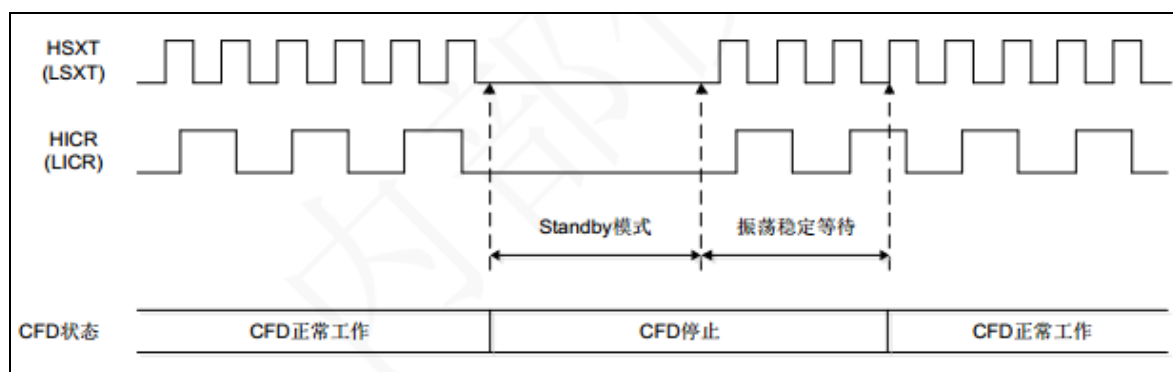 HSXT
(LSXT)
HICR
(LICR)
Standby模式
振荡稳定等待
CFD状态
CFD正常工作
CFD停止
CFD正常工作
内部